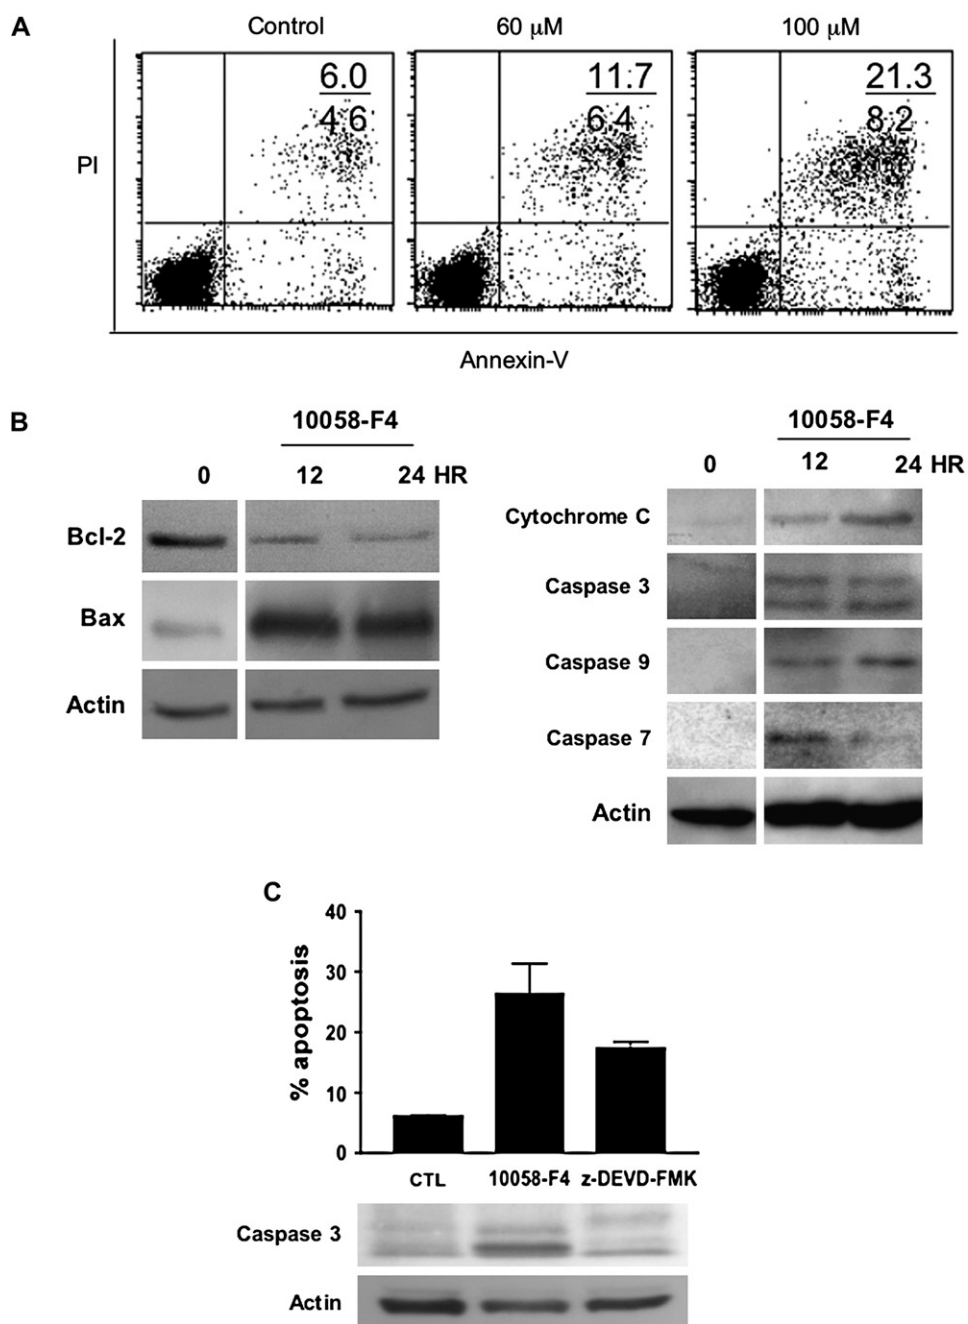 A
Control
60 μM
100 μM
6.0
4.6
11.7
6.4
21.3
8.2
PI
Annexin-V
B
10058-F4
0 12 24 HR
Bcl-2
Bax
Actin
10058-F4
0 12 24 HR
Cytochrome C
Caspase 3
Caspase 9
Caspase 7
Actin
C
% apoptosis
40
30
20
10
0
CTL 10058-F4 z-DEVD-FMK
Caspase 3
Actin